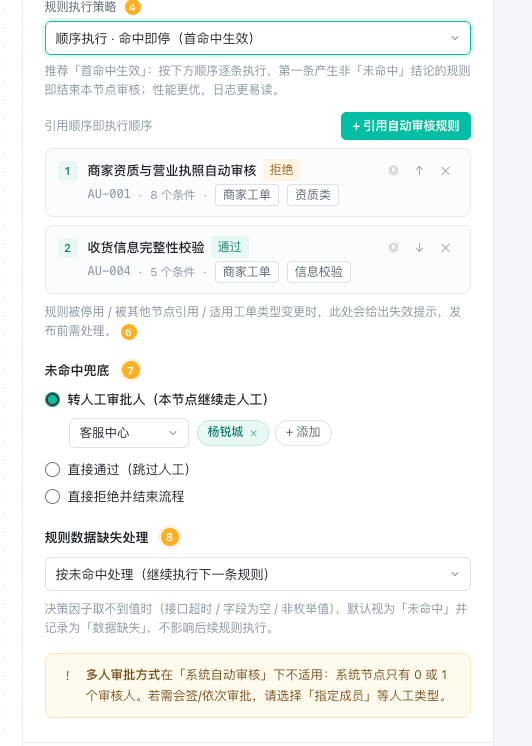 规则执行策略 4
顺序执行 · 命中即停（首命中生效）
推荐「首命中生效」：按下方顺序逐条执行，第一条产生非「未命中」结论的规则
即结束本节点审核；性能更优，日志更易读。
引用顺序即执行顺序
+ 引用自动审核规则
1 商家资质与营业执照自动审核 拒绝
AU-001 · 8 个条件 · 商家工单 资质类
2 收货信息完整性校验 通过
AU-004 · 5 个条件 · 商家工单 信息校验
规则被停用 / 被其他节点引用 / 适用工单类型变更时，此处会给出失效提示，发
布前需处理。 6
未命中兜底 7
转人工审批人（本节点继续走人工）
客服中心 杨锐城 × + 添加
直接通过（跳过人工）
直接拒绝并结束流程
规则数据缺失处理 8
按未命中处理（继续执行下一条规则）
决策因子取不到值时（接口超时 / 字段为空 / 非枚举值），默认视为「未命中」并
记录为「数据缺失」，不影响后续规则执行。
! 多人审批方式在「系统自动审核」下不适用：系统节点只有 0 或 1
个审核人。若需会签/依次审批，请选择「指定成员」等人工类型。